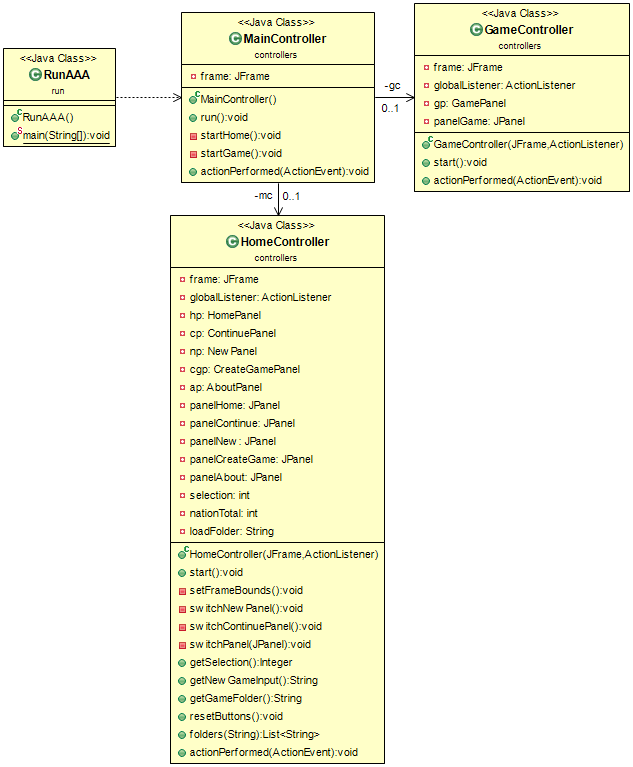 <<Java Class>>
RunAAA
run
RunAAA()
main(String[]):void
<<Java Class>>
MainController
controllers
frame: JFrame
MainController()
run():void
startHome():void
startGame():void
actionPerformed(ActionEvent):void
-gc
0..1
<<Java Class>>
GameController
controllers
frame: JFrame
globalListener: ActionListener
gp: GamePanel
panelGame: JPanel
GameController(JFrame,ActionListener)
start():void
actionPerformed(ActionEvent):void
-mc
0..1
<<Java Class>>
HomeController
controllers
frame: JFrame
globalListener: ActionListener
hp: HomePanel
cp: ContinuePanel
np: NewPanel
cgp: CreateGamePanel
ap: AboutPanel
panelHome: JPanel
panelContinue: JPanel
panelNew: JPanel
panelCreateGame: JPanel
panelAbout: JPanel
selection: int
nationTotal: int
loadFolder: String
HomeController(JFrame,ActionListener)
start():void
setFrameBounds():void
switchNewPanel():void
switchContinuePanel():void
switchPanel(JPanel):void
getSelection():Integer
getNewGameInput():String
getGameFolder():String
resetButtons():void
folders(String):List<String>
actionPerformed(ActionEvent):void